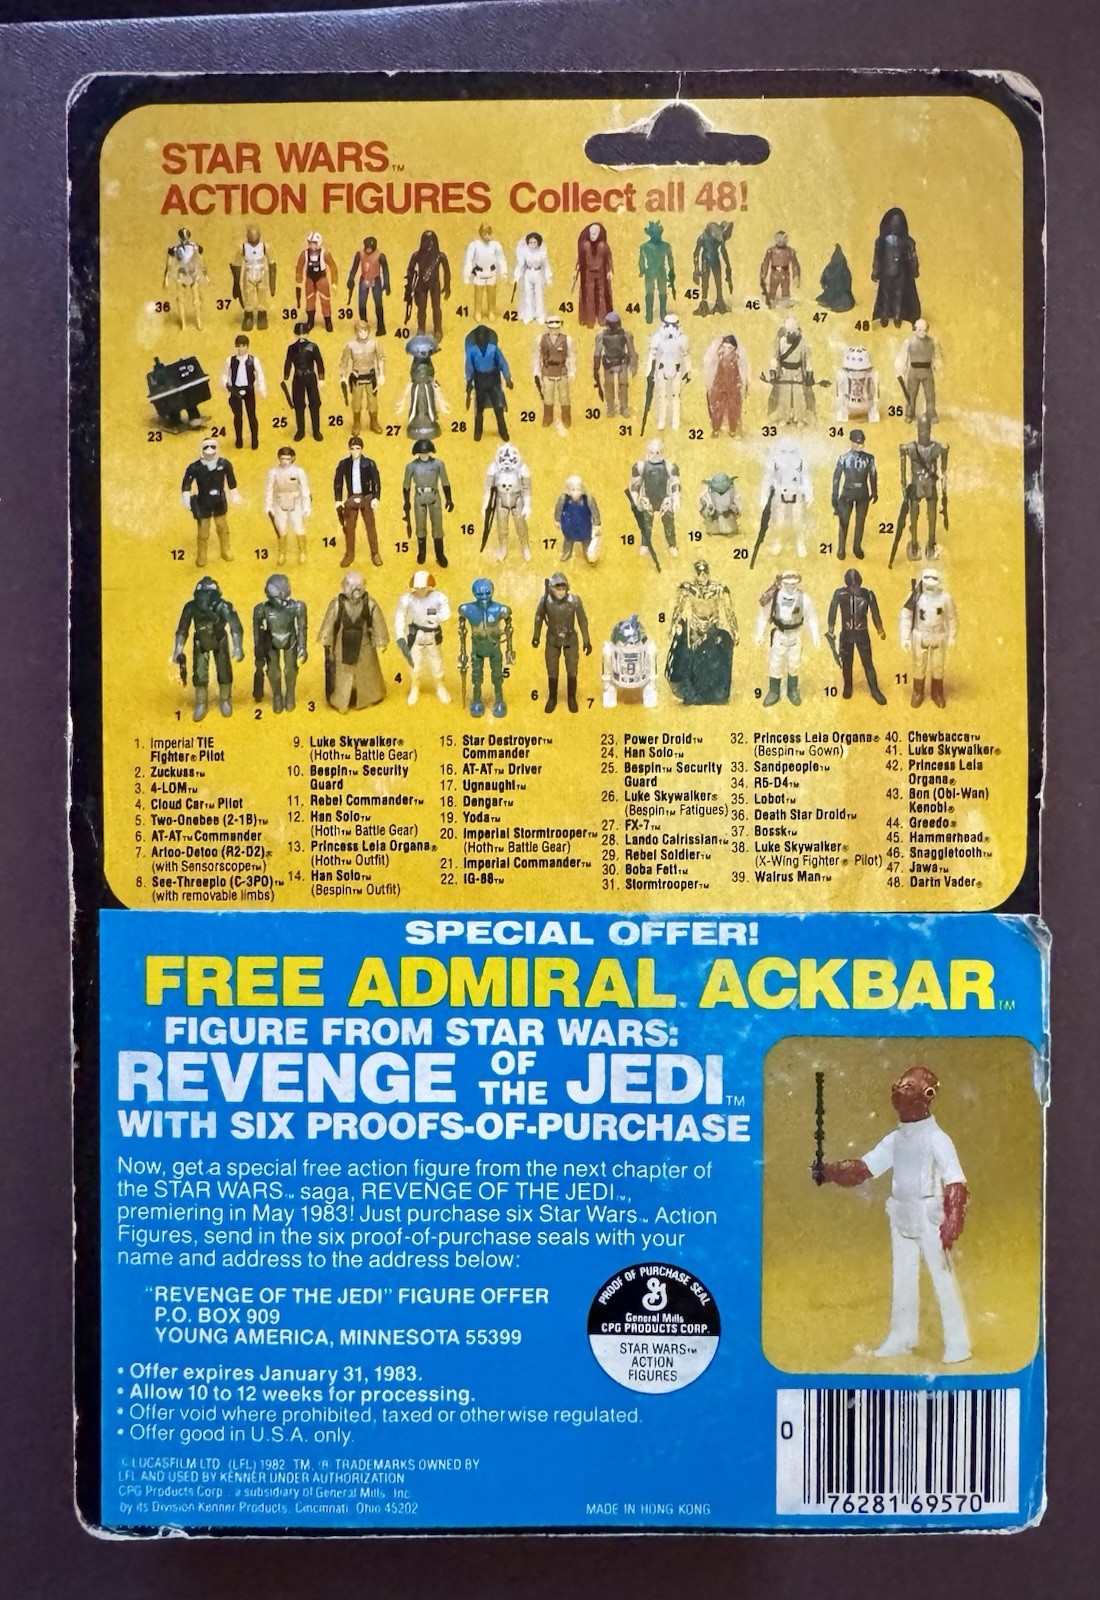 STAR WARS™
ACTION FIGURES Collect all 48!
36 37 38 39 40 41 42 43 44 45 46 47 48
23 24 25 26 27 28 29 30 31 32 33 34 35
12 13 14 15 16 17 18 19 20 21 22
1 2 3 4 5 6 7 8 9 10 11
1. Imperial TIE
Fighter® Pilot
2. Zuckuss™
3. 4-LOM™
4. Cloud Car™ Pilot
5. Two-Onebee (2-1B)™
6. AT-AT™ Commander
7. Artoo-Detoo (R2-D2)®
(with Sensorscope™)
8. See-Threepio (C-3PO)™
(with removable limbs)
9. Luke Skywalker®
(Hoth™ Battle Gear)
10. Bespin™ Security
Guard
11. Rebel Commander™
12. Han Solo™
(Hoth™ Battle Gear)
13. Princess Leia Organa®
(Hoth™ Outfit)
14. Han Solo™
(Bespin™ Outfit)
15. Star Destroyer™
Commander
16. AT-AT™ Driver
17. Ugnaught™
18. Dengar™
19. Yoda™
20. Imperial Stormtrooper™
(Hoth™ Battle Gear)
21. Imperial Commander™
22. IG-88™
23. Power Droid™
24. Han Solo™
25. Bespin™ Security
Guard
26. Luke Skywalker®
(Bespin™ Fatigues)
27. FX-7™
28. Lando Calrissian™
29. Rebel Soldier™
30. Boba Fett™
31. Stormtrooper™
32. Princess Leia Organa®
(Bespin™ Gown)
33. Sandpeople™
34. R5-D4™
35. Lobot™
36. Death Star Droid™
37. Bossk™
38. Luke Skywalker®
(X-Wing Fighter® Pilot)
39. Walrus Man™
40. Chewbacca™
41. Luke Skywalker®
42. Princess Leia
Organa®
43. Ben (Obi-Wan)
Kenobi®
44. Greedo®
45. Hammerhead®
46. Snaggletooth™
47. Jawa™
48. Darth Vader®
SPECIAL OFFER!
FREE ADMIRAL ACKBAR™
FIGURE FROM STAR WARS:
REVENGE OF THE JEDI™
WITH SIX PROOFS-OF-PURCHASE
Now, get a special free action figure from the next chapter of
the STAR WARS™ saga, REVENGE OF THE JEDI™,
premiering in May 1983! Just purchase six Star Wars™ Action
Figures, send in the six proof-of-purchase seals with your
name and address to the address below:
"REVENGE OF THE JEDI" FIGURE OFFER
P.O. BOX 909
YOUNG AMERICA, MINNESOTA 55399
• Offer expires January 31, 1983.
• Allow 10 to 12 weeks for processing.
• Offer void where prohibited, taxed or otherwise regulated.
• Offer good in U.S.A. only.
PROOF OF PURCHASE SEAL
G
General Mills
CPG PRODUCTS CORP.
STAR WARS™
ACTION
FIGURES
© LUCASFILM LTD. (LFL) 1982 TM, ® TRADEMARKS OWNED BY
LFL AND USED BY KENNER UNDER AUTHORIZATION
CPG Products Corp., a subsidiary of General Mills, Inc.
by its Division Kenner Products, Cincinnati, Ohio 45202
MADE IN HONG KONG
0 76281 69570